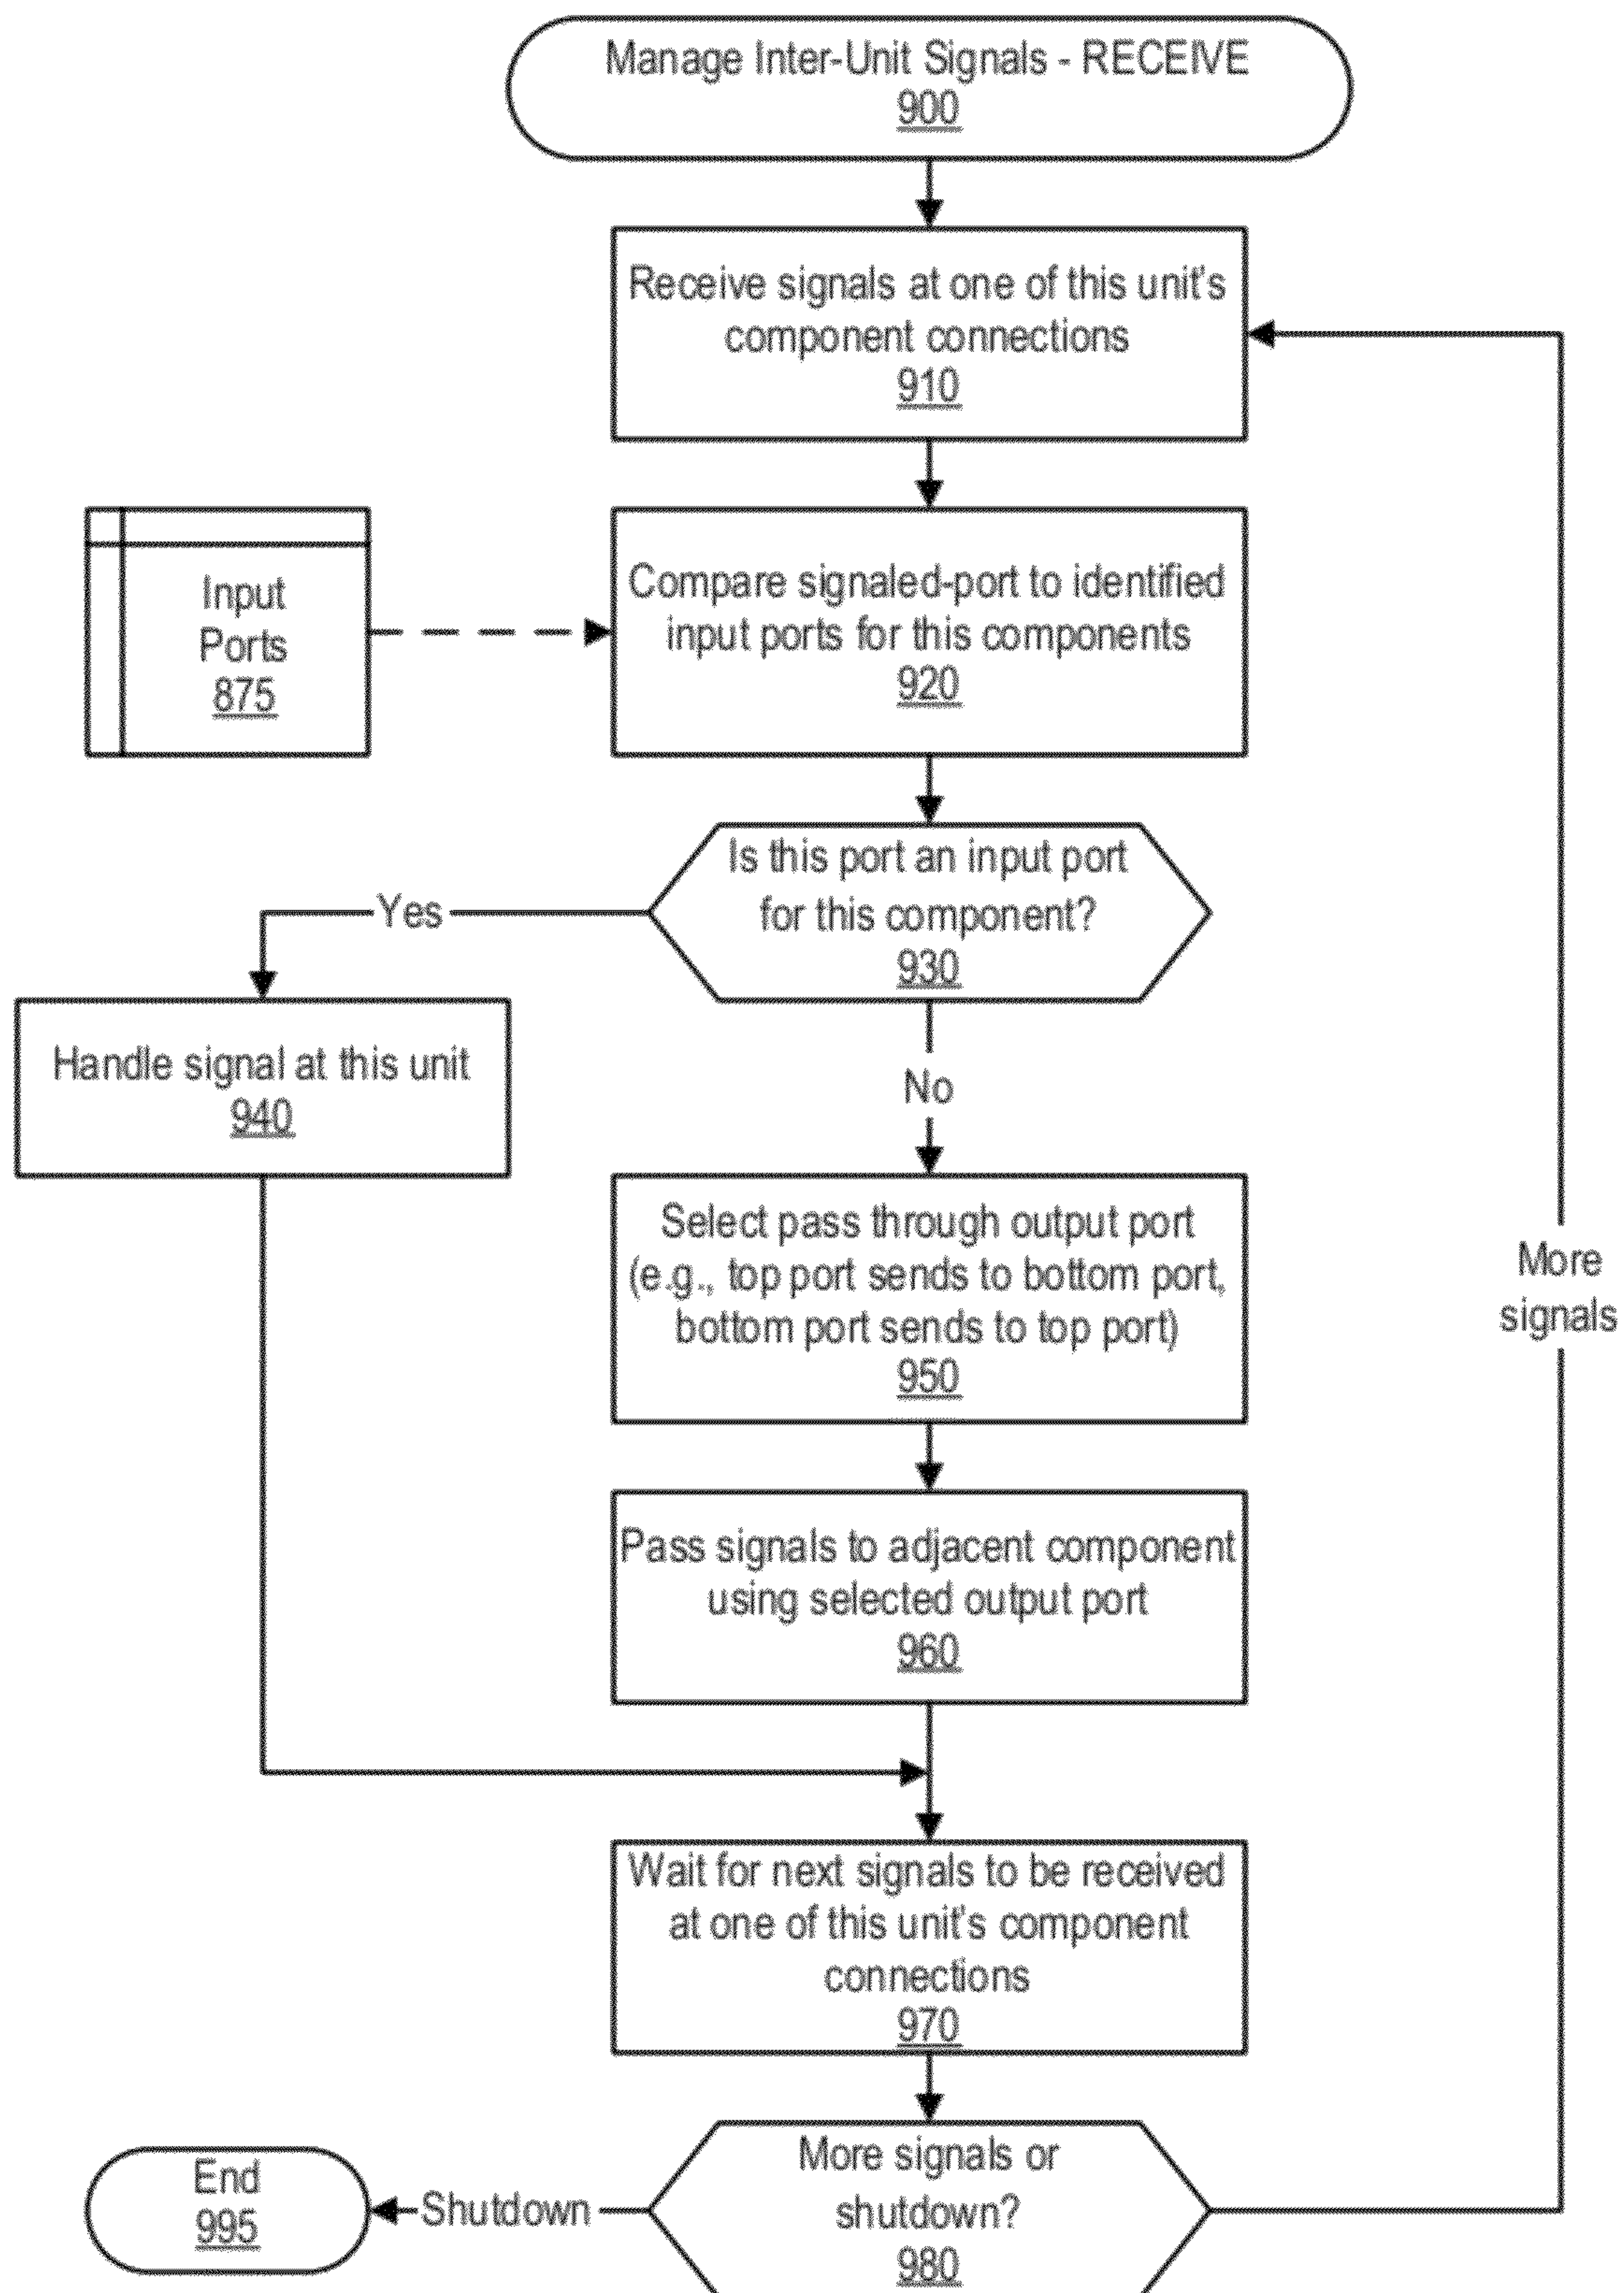 Manage Inter-Unit Signals - RECEIVE
900
Receive signals at one of this unit's
component connections
910
Input
Ports
875
Compare signaled-port to identified
input ports for this components
920
Is this port an input port
for this component?
930
Yes
Handle signal at this unit
940
No
Select pass through output port
(e.g., top port sends to bottom port,
bottom port sends to top port)
950
More
signals
Pass signals to adjacent component
using selected output port
960
Wait for next signals to be received
at one of this unit's component
connections
970
More signals or
shutdown?
980
Shutdown
End
995